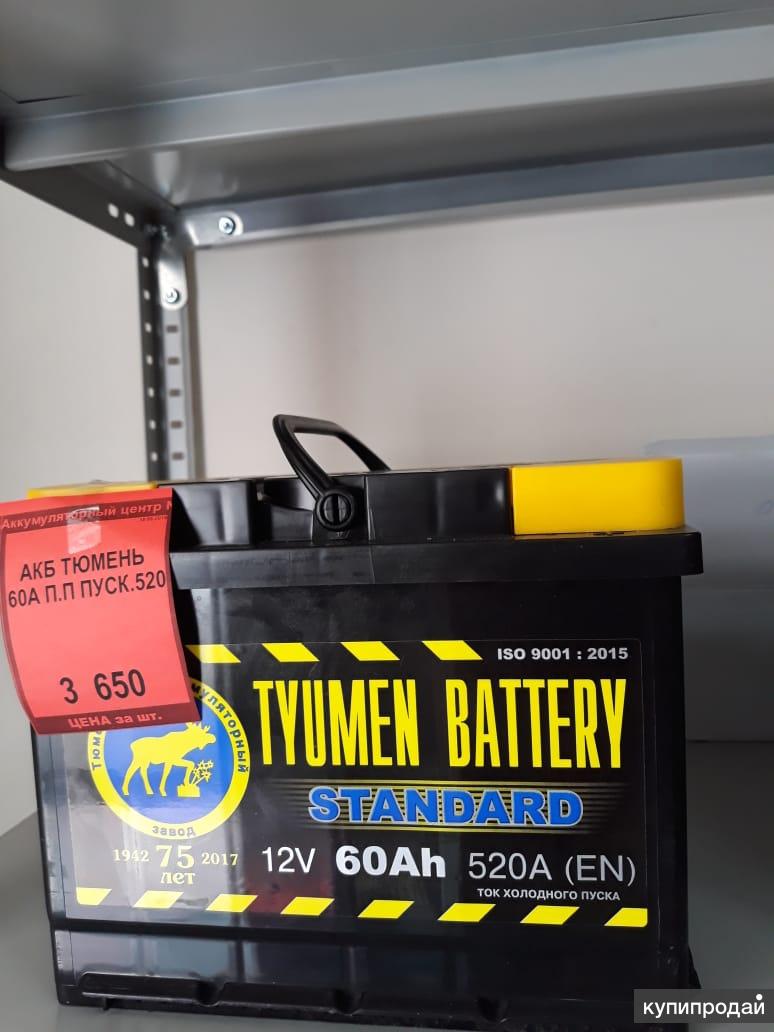 Аккумуляторный центр
АКБ ТЮМЕНЬ
60А П.П ПУСК.520
3 650
ЦЕНА за шт.
ISO 9001 : 2015
TYUMEN BATTERY
STANDARD
завод
1942 75 2017
лет
12V 60Ah 520A (EN)
ТОК ХОЛОДНОГО ПУСКА
купипродай